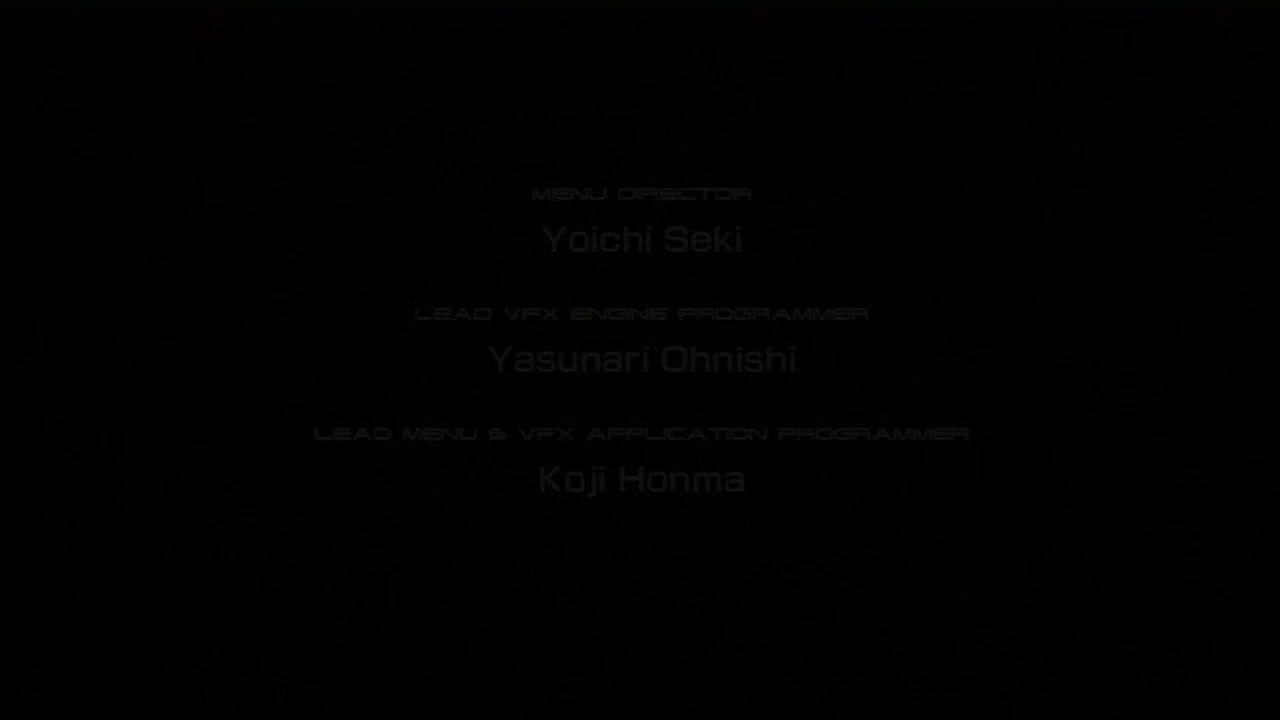 MENU DIRECTOR
Yoichi Seki
LEAD VFX ENGINE PROGRAMMER
Yasunari Ohnishi
LEAD MENU & VFX APPLICATION PROGRAMMER
Koji Honma